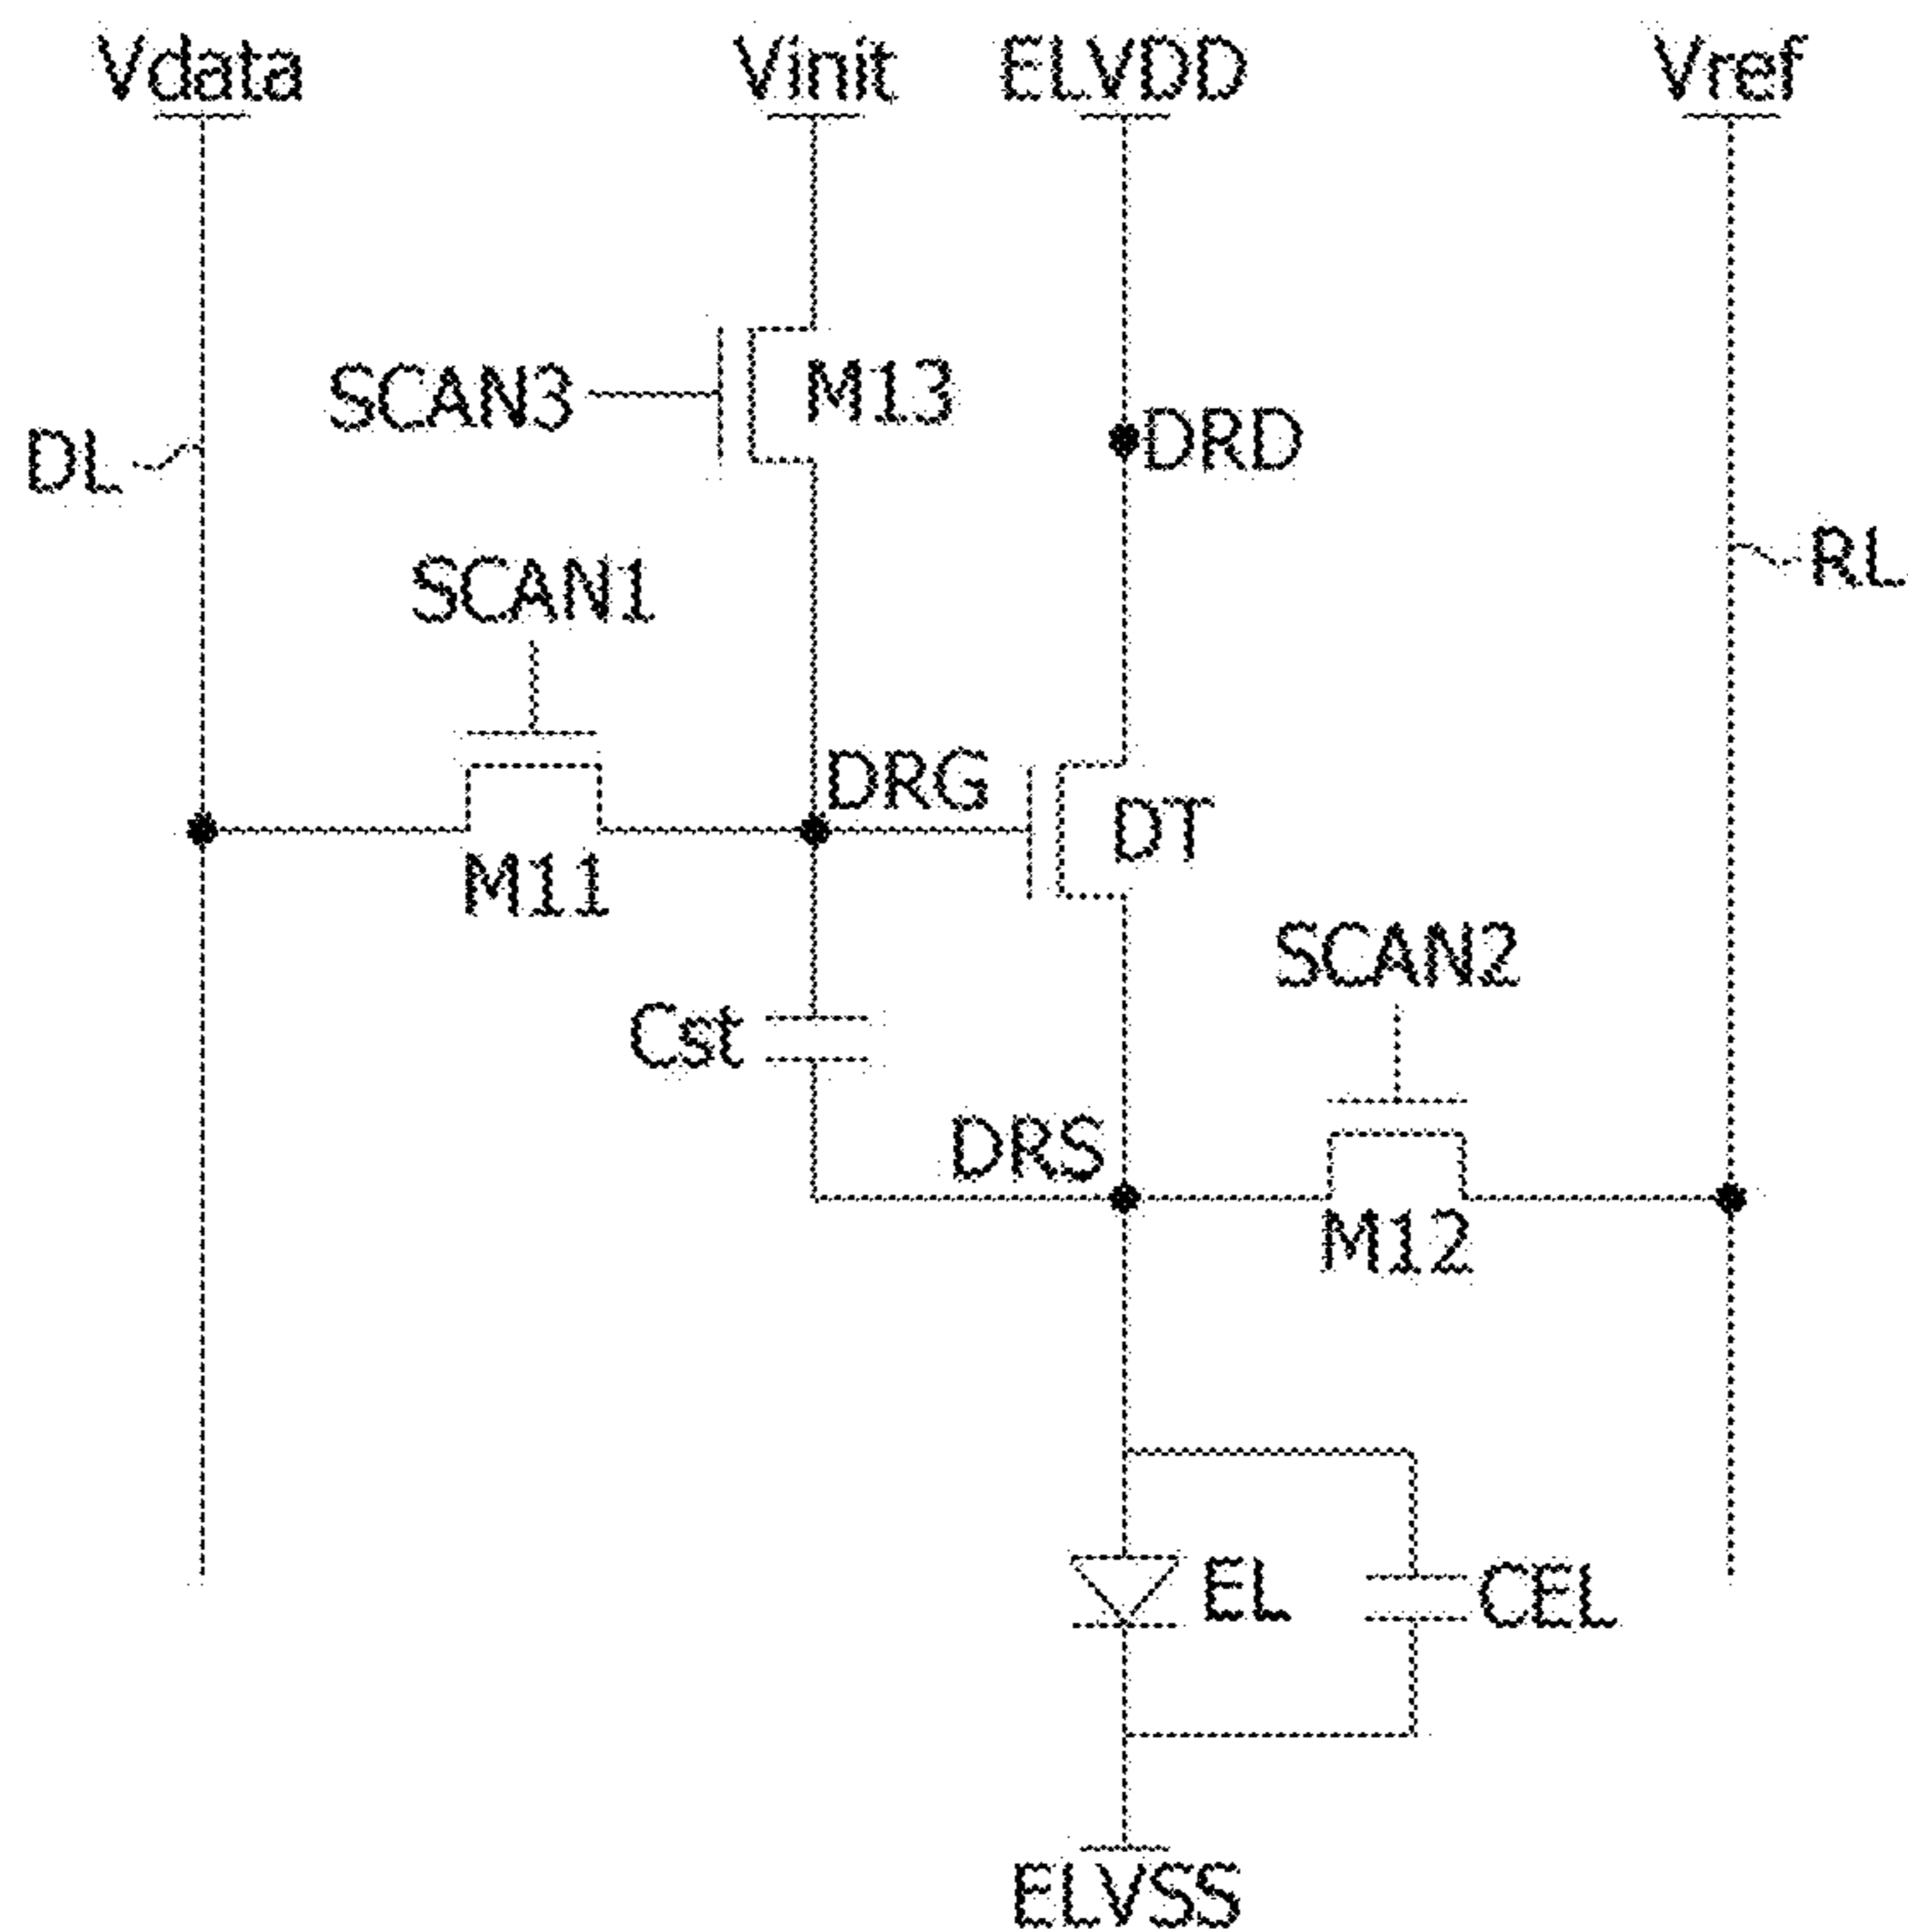 Vdata
Vinit
ELVDD
Vref
SCAN3
M13
DL
DRD
RL
SCAN1
DRG
DT
M11
SCAN2
Cst
DRS
M12
EL
CEL
ELVSS